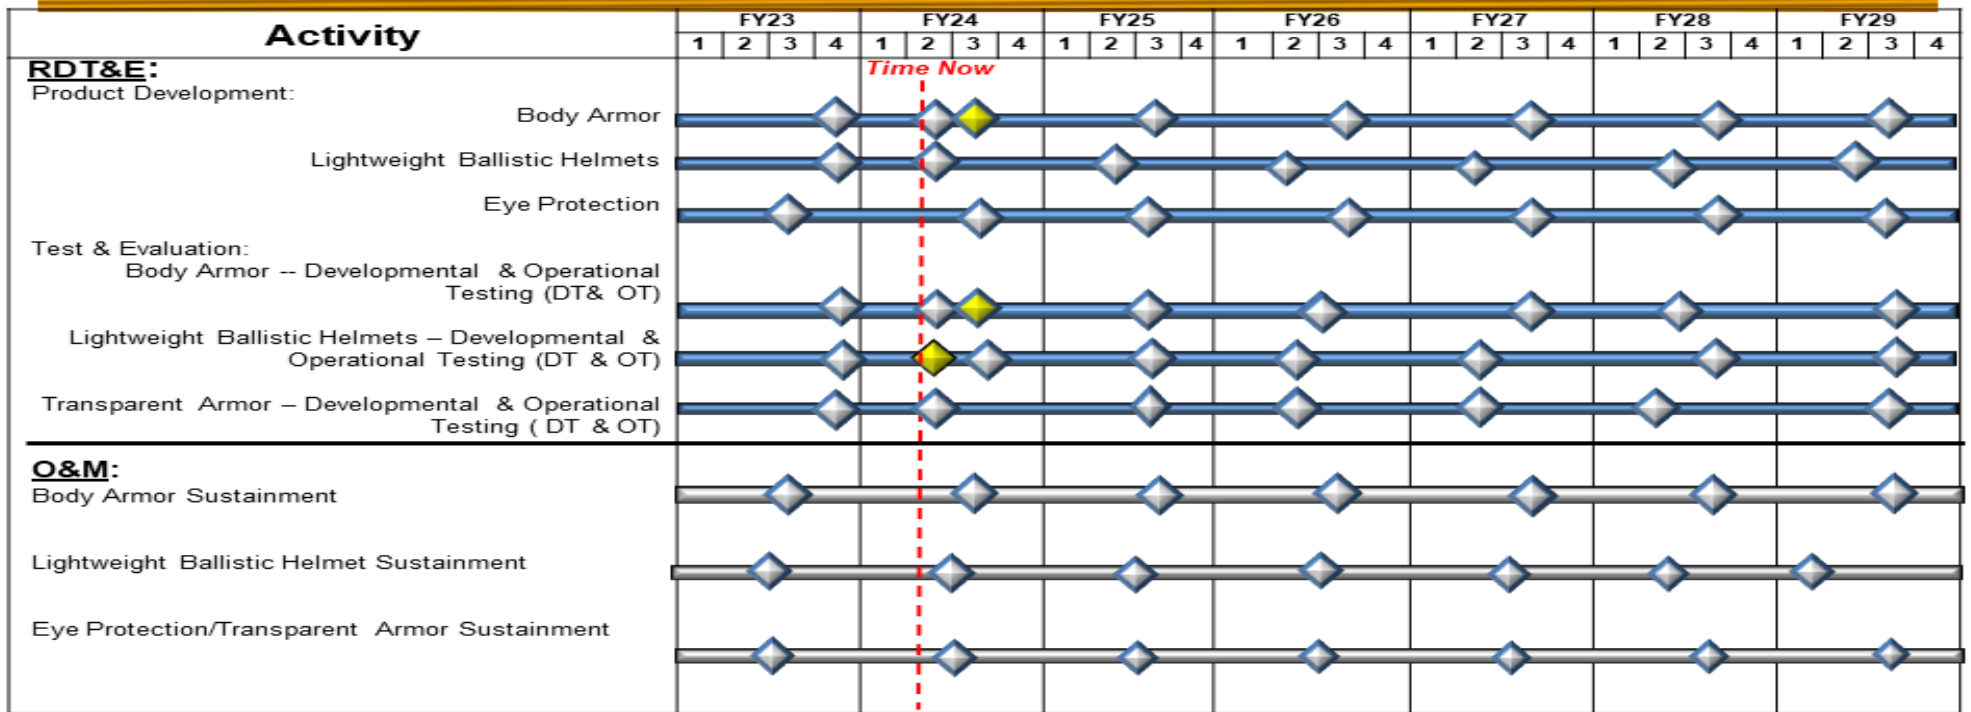 Activity
FY23 FY24 FY25 FY26 FY27 FY28 FY29
1 2 3 4 1 2 3 4 1 2 3 4 1 2 3 4 1 2 3 4 1 2 3 4 1 2 3 4
RDT&E:
Time Now
Product Development:
Body Armor
Lightweight Ballistic Helmets
Eye Protection
Test & Evaluation:
Body Armor -- Developmental & Operational
Testing (DT& OT)
Lightweight Ballistic Helmets – Developmental &
Operational Testing (DT & OT)
Transparent Armor – Developmental & Operational
Testing ( DT & OT)
O&M:
Body Armor Sustainment
Lightweight Ballistic Helmet Sustainment
Eye Protection/Transparent Armor Sustainment